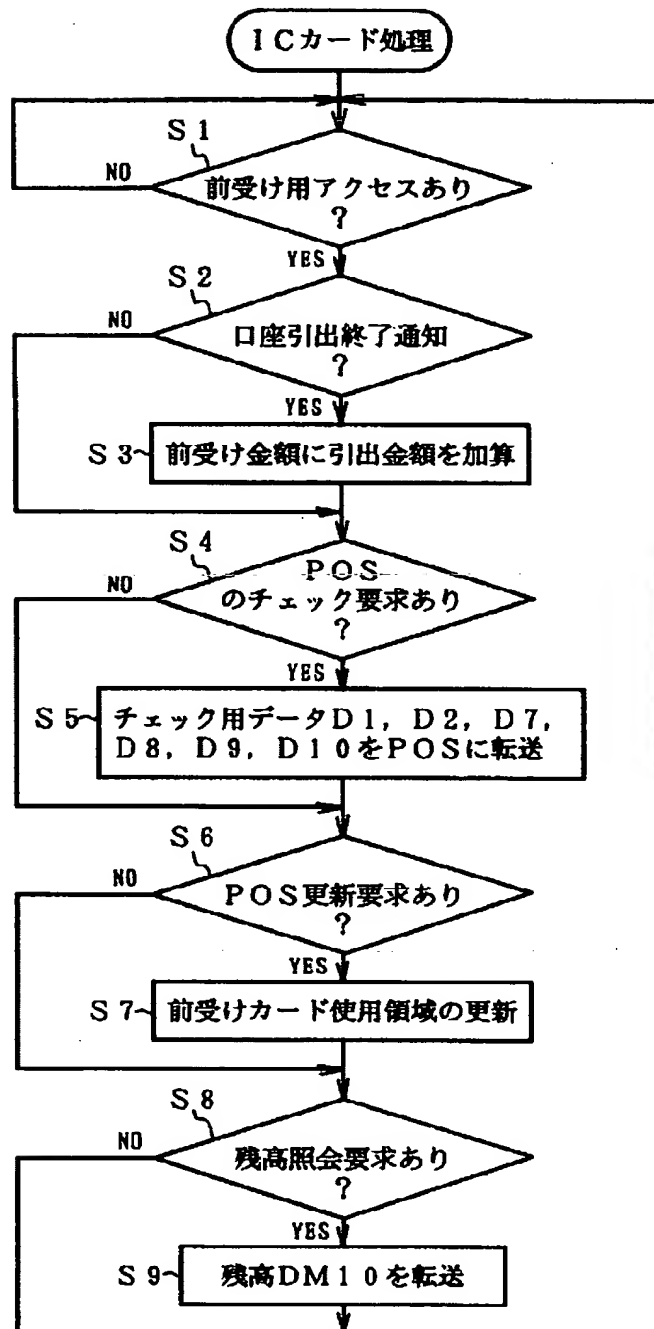 ICカード処理
S1
NO
前受け用アクセスあり
?
YES
S2
NO
口座引出終了通知
?
YES
S3
前受け金額に引出金額を加算
S4
NO
POS
のチェック要求あり
?
YES
S5
チェック用データD1, D2, D7,
D8, D9, D10をPOSに転送
S6
NO
POS更新要求あり
?
YES
S7
前受けカード使用領域の更新
S8
NO
残高照会要求あり
?
YES
S9
残高DM10を転送